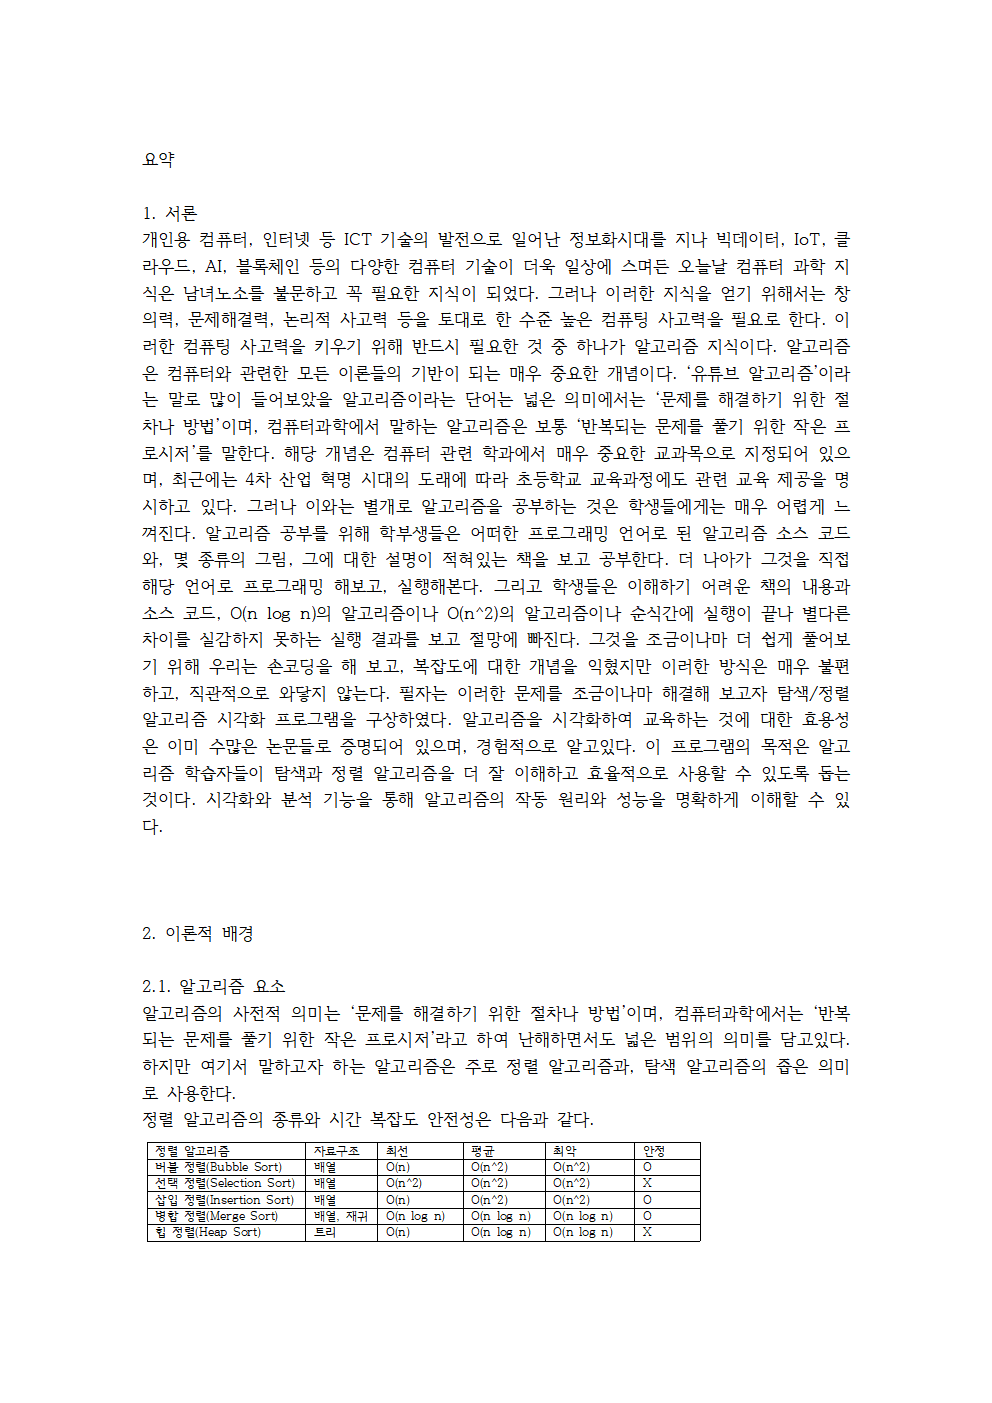 요약
1. 서론
개인용 컴퓨터, 인터넷 등 ICT 기술의 발전으로 일어난 정보화시대를 지나 빅데이터, IoT, 클
라우드, AI, 블록체인 등의 다양한 컴퓨터 기술이 더욱 일상에 스며든 오늘날 컴퓨터 과학 지
식은 남녀노소를 불문하고 꼭 필요한 지식이 되었다. 그러나 이러한 지식을 얻기 위해서는 창
의력, 문제해결력, 논리적 사고력 등을 토대로 한 수준 높은 컴퓨팅 사고력을 필요로 한다. 이
러한 컴퓨팅 사고력을 키우기 위해 반드시 필요한 것 중 하나가 알고리즘 지식이다. 알고리즘
은 컴퓨터와 관련한 모든 이론들의 기반이 되는 매우 중요한 개념이다. ‘유튜브 알고리즘’이라
는 말로 많이 들어보았을 알고리즘이라는 단어는 넓은 의미에서는 ‘문제를 해결하기 위한 절
차나 방법’이며, 컴퓨터과학에서 말하는 알고리즘은 보통 ‘반복되는 문제를 풀기 위한 작은 프
로시저’를 말한다. 해당 개념은 컴퓨터 관련 학과에서 매우 중요한 교과목으로 지정되어 있으
며, 최근에는 4차 산업 혁명 시대의 도래에 따라 초등학교 교육과정에도 관련 교육 제공을 명
시하고 있다. 그러나 이와는 별개로 알고리즘을 공부하는 것은 학생들에게는 매우 어렵게 느
껴진다. 알고리즘 공부를 위해 학부생들은 어떠한 프로그래밍 언어로 된 알고리즘 소스 코드
와, 몇 종류의 그림, 그에 대한 설명이 적혀있는 책을 보고 공부한다. 더 나아가 그것을 직접
해당 언어로 프로그래밍 해보고, 실행해본다. 그리고 학생들은 이해하기 어려운 책의 내용과
소스 코드, O(n log n)의 알고리즘이나 O(n^2)의 알고리즘이나 순식간에 실행이 끝나 별다른
차이를 실감하지 못하는 실행 결과를 보고 절망에 빠진다. 그것을 조금이나마 더 쉽게 풀어보
기 위해 우리는 손코딩을 해 보고, 복잡도에 대한 개념을 익혔지만 이러한 방식은 매우 불편
하고, 직관적으로 와닿지 않는다. 필자는 이러한 문제를 조금이나마 해결해 보고자 탐색/정렬
알고리즘 시각화 프로그램을 구상하였다. 알고리즘을 시각화하여 교육하는 것에 대한 효용성
은 이미 수많은 논문들로 증명되어 있으며, 경험적으로 알고있다. 이 프로그램의 목적은 알고
리즘 학습자들이 탐색과 정렬 알고리즘을 더 잘 이해하고 효율적으로 사용할 수 있도록 돕는
것이다. 시각화와 분석 기능을 통해 알고리즘의 작동 원리와 성능을 명확하게 이해할 수 있
다.
2. 이론적 배경
2.1. 알고리즘 요소
알고리즘의 사전적 의미는 ‘문제를 해결하기 위한 절차나 방법’이며, 컴퓨터과학에서는 ‘반복
되는 문제를 풀기 위한 작은 프로시저’라고 하여 난해하면서도 넓은 범위의 의미를 담고있다.
하지만 여기서 말하고자 하는 알고리즘은 주로 정렬 알고리즘과, 탐색 알고리즘의 좁은 의미
로 사용한다.
정렬 알고리즘의 종류와 시간 복잡도 안전성은 다음과 같다.
정렬 알고리즘 자료구조 최선 평균 최악 안정
버블 정렬(Bubble Sort) 배열 O(n) O(n^2) O(n^2) O
선택 정렬(Selection Sort) 배열 O(n^2) O(n^2) O(n^2) X
삽입 정렬(Insertion Sort) 배열 O(n) O(n^2) O(n^2) O
병합 정렬(Merge Sort) 배열, 재귀 O(n log n) O(n log n) O(n log n) O
힙 정렬(Heap Sort) 트리 O(n) O(n log n) O(n log n) X